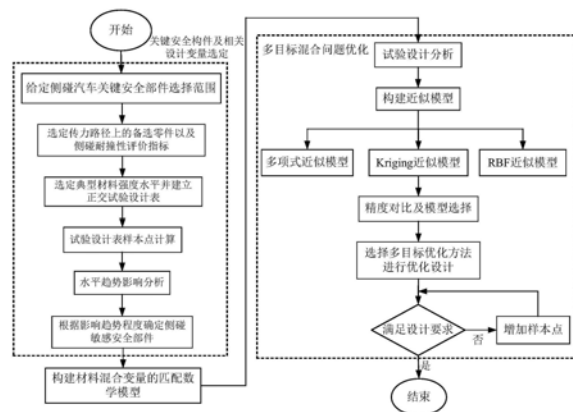 开始
关键安全构件及相关
设计变量选定
给定侧碰汽车关键安全部件选择范围
选定传力路径上的备选零件以及
侧碰耐撞性评价指标
选定典型材料强度水平并建立
正交试验设计表
试验设计表样本点计算
水平趋势影响分析
根据影响趋势程度确定侧碰
敏感安全部件
构建材料混合变量的匹配数
学模型
多目标混合问题优化
试验设计分析
构建近似模型
多项式近似模型
Kriging近似模型
RBF近似模型
精度对比及模型选择
选择多目标优化方法
进行优化设计
满足设计要求
否
增加样本点
是
结束